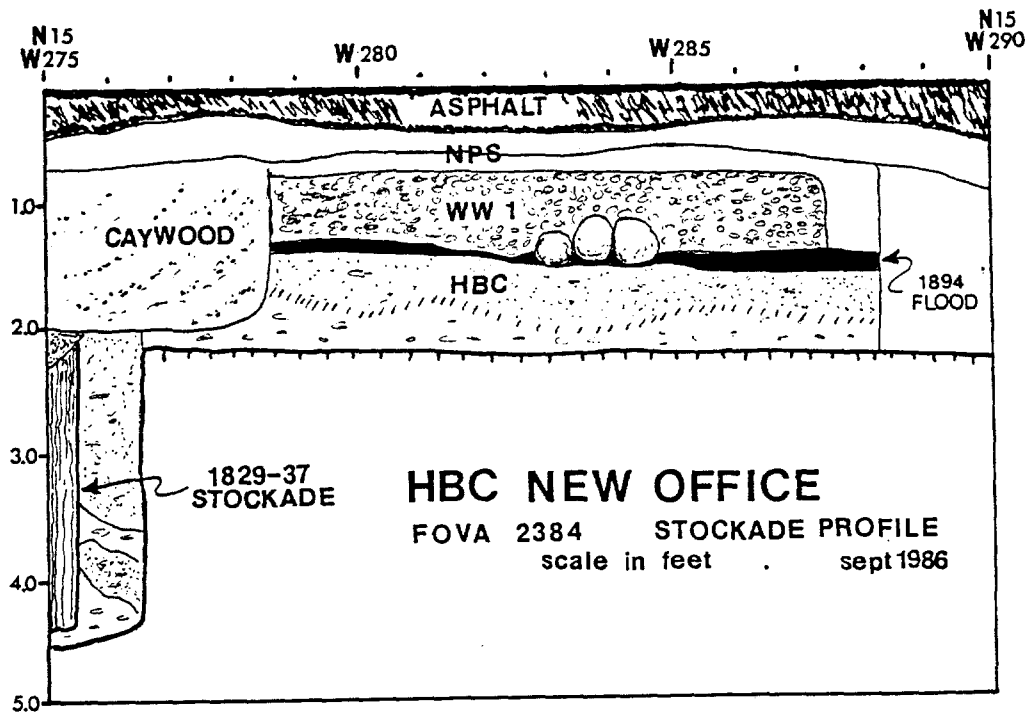 N15
W275
W280
W285
N15
W290
ASPHALT
NPS
1.0
WW 1
CAYWOOD
HBC
1894
FLOOD
2.0
3.0
1829-37
STOCKADE
HBC NEW OFFICE
FOVA 2384 STOCKADE PROFILE
scale in feet . sept 1986
4.0
5.0